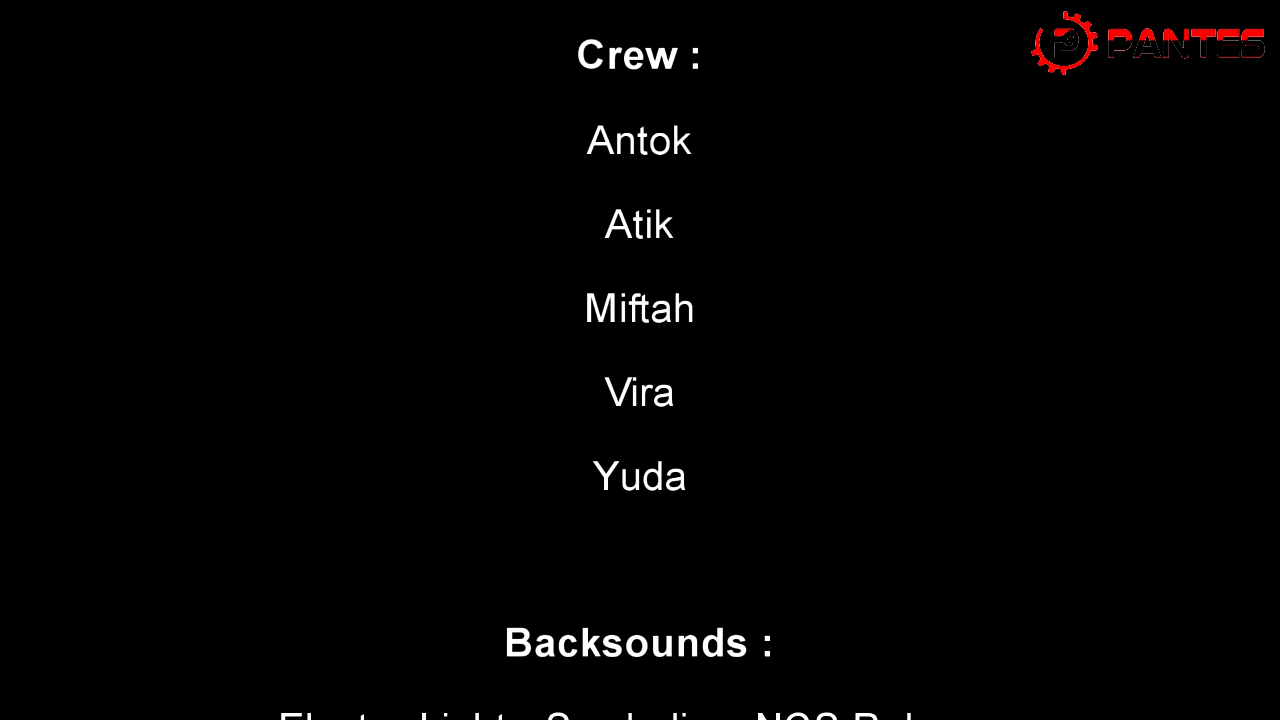 PANTES
Crew :
Antok
Atik
Miftah
Vira
Yuda
Backsounds :